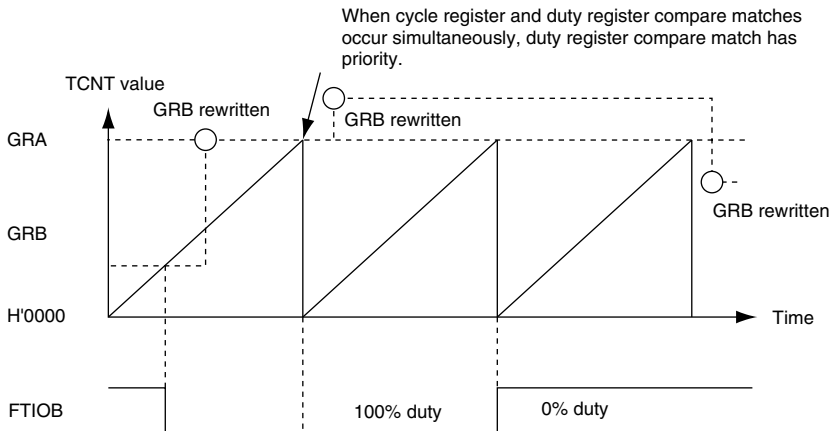 When cycle register and duty register compare matches
occur simultaneously, duty register compare match has
priority.
TCNT value
GRB rewritten
GRB rewritten
GRA
GRB rewritten
GRB
H'0000
Time
FTIOB
100% duty
0% duty